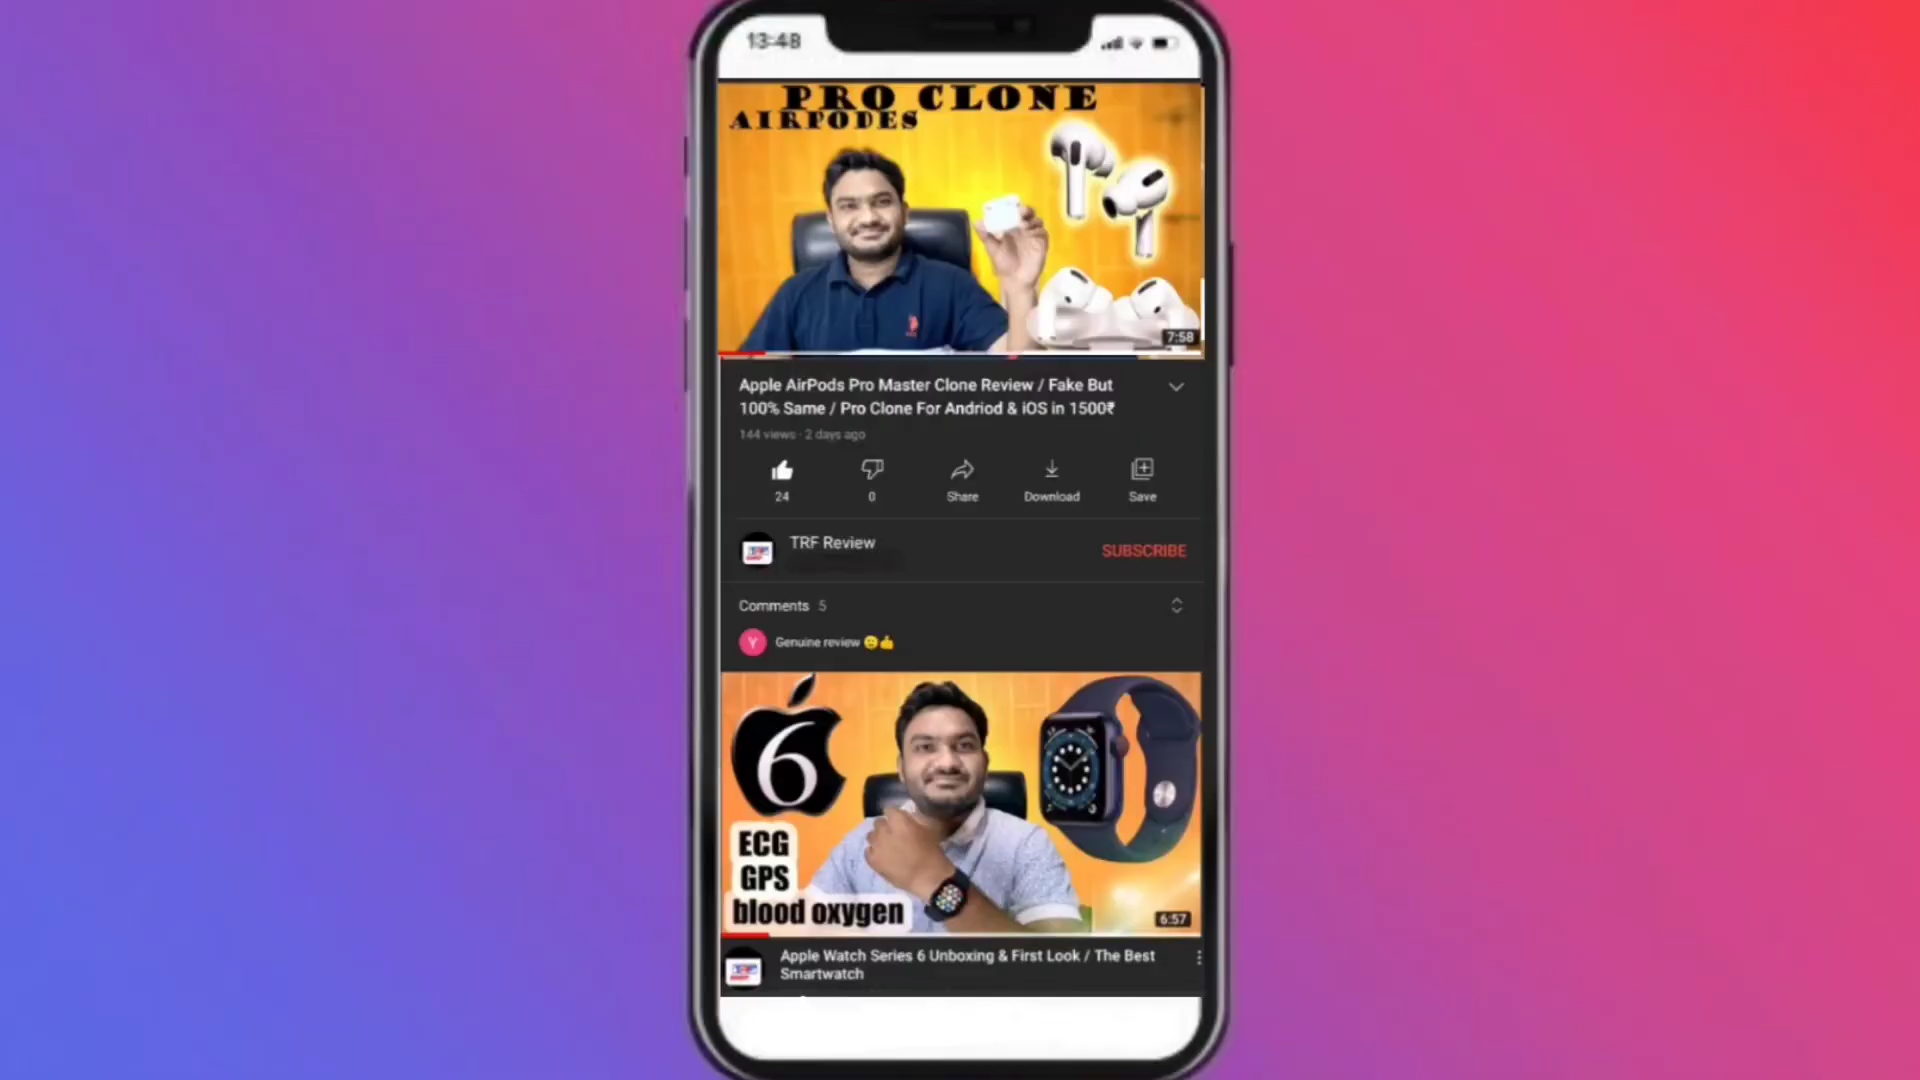 13:48
PRO CLONE
AIRPODES
7:58
Apple AirPods Pro Master Clone Review / Fake But
100% Same / Pro Clone For Andriod & iOS in 1500₹
144 views · 2 days ago
24
0
Share
Download
Save
TRF Review
SUBSCRIBE
Comments 5
Y
Genuine review
6
ECG
GPS
blood oxygen
6:57
Apple Watch Series 6 Unboxing & First Look / The Best
Smartwatch